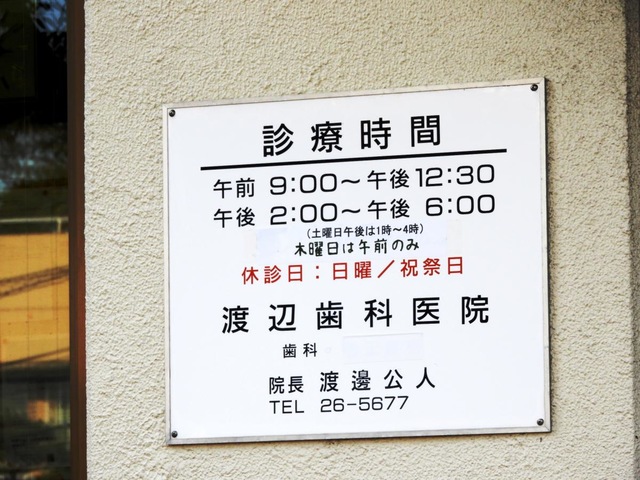 診療時間
午前 9:00～午後12:30
午後 2:00～午後 6:00
(土曜日午後は1時～4時)
木曜日は午前のみ
休診日：日曜／祝祭日
渡辺歯科医院
歯科
院長 渡邊公人
TEL 26-5677